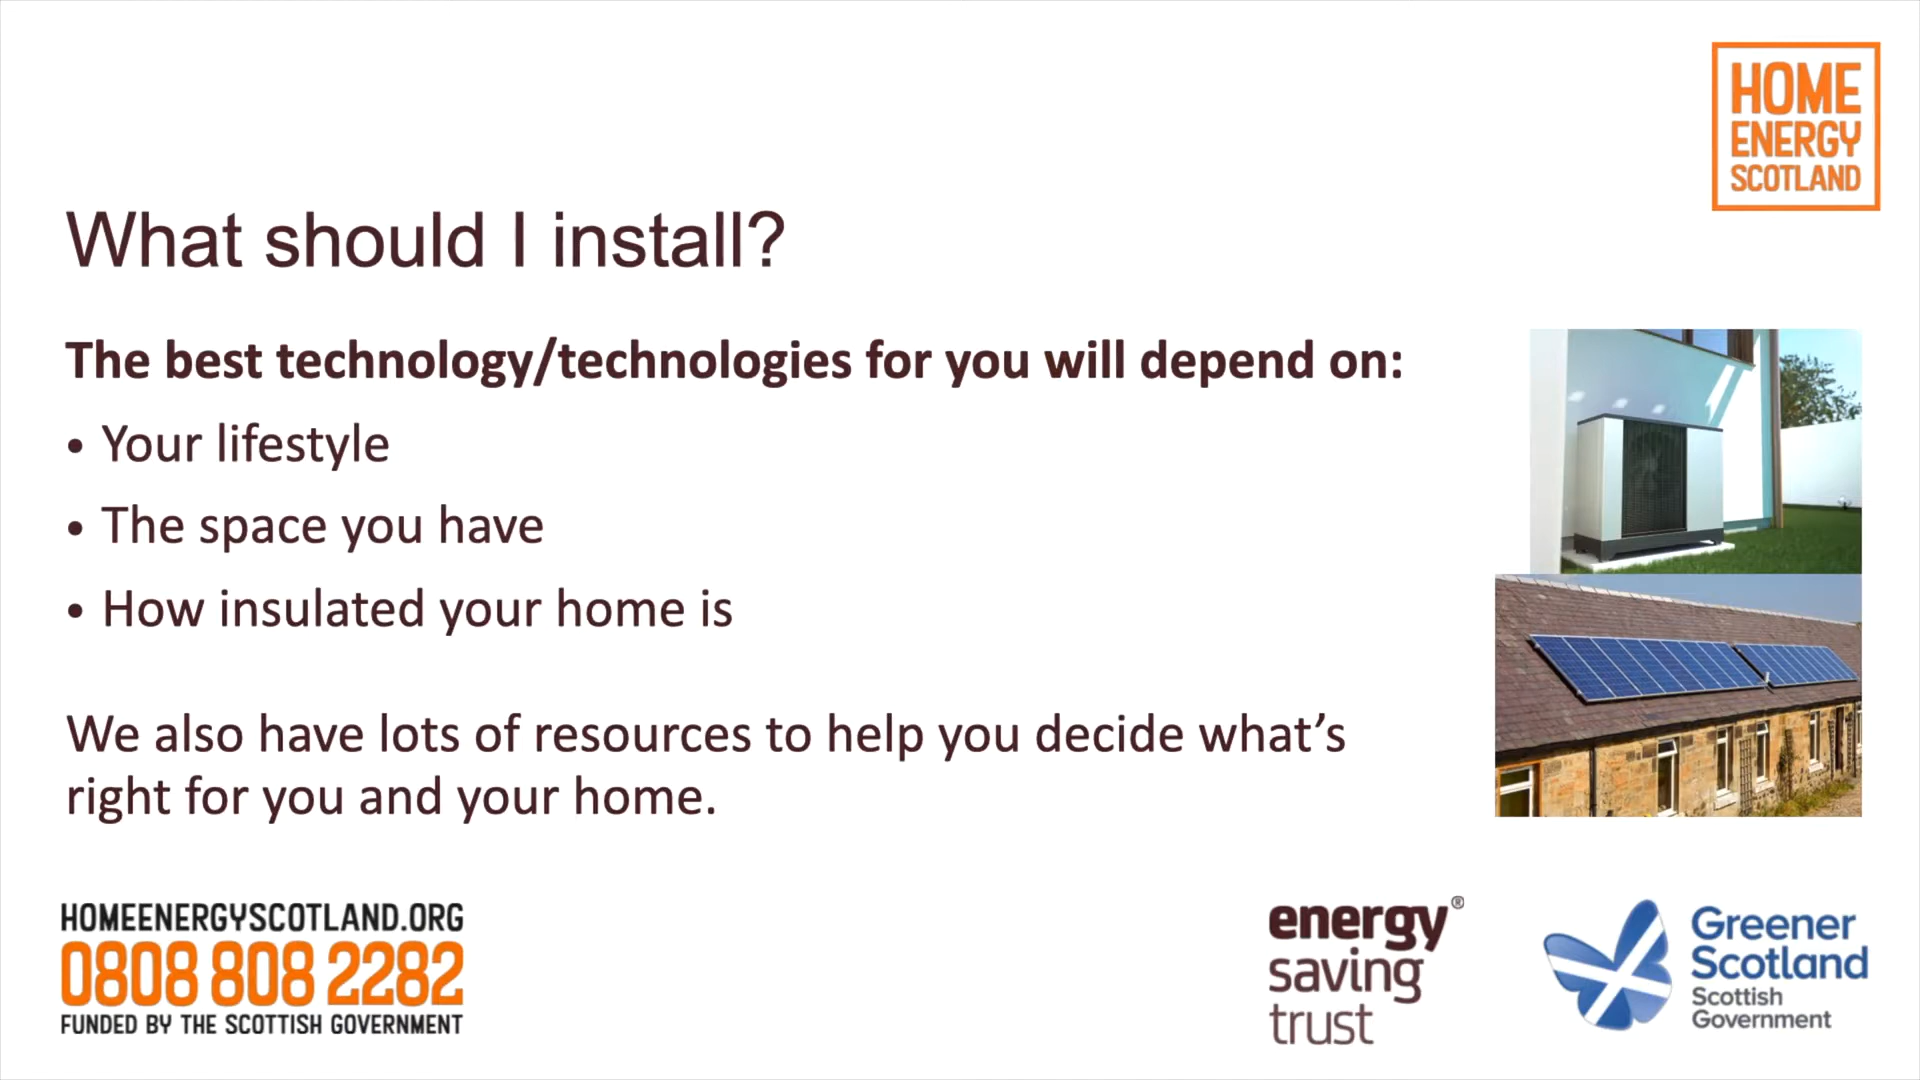 HOME
ENERGY
SCOTLAND
What should I install?
The best technology/technologies for you will depend on:
• Your lifestyle
• The space you have
• How insulated your home is
We also have lots of resources to help you decide what’s
right for you and your home.
HOMEENERGYSCOTLAND.ORG
0808 808 2282
FUNDED BY THE SCOTTISH GOVERNMENT
energy®
saving
trust
Greener
Scotland
Scottish
Government